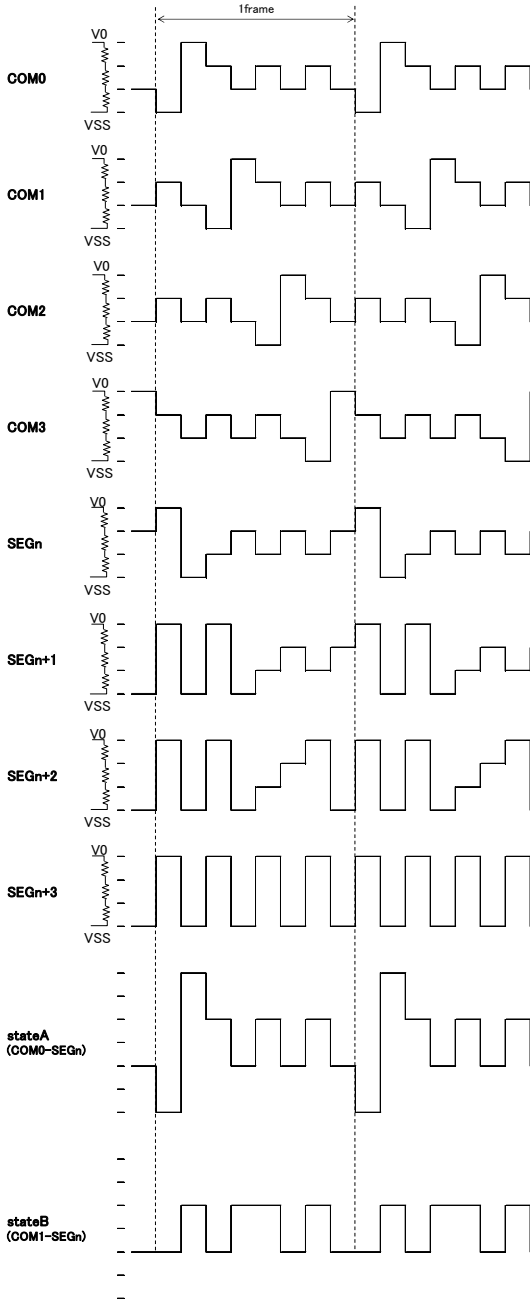 1frame
V0
COM0
VSS
V0
COM1
VSS
V0
COM2
VSS
V0
COM3
VSS
V0
SEGn
VSS
V0
SEGn+1
VSS
V0
SEGn+2
VSS
V0
SEGn+3
VSS
stateA
(COM0-SEGn)
stateB
(COM1-SEGn)